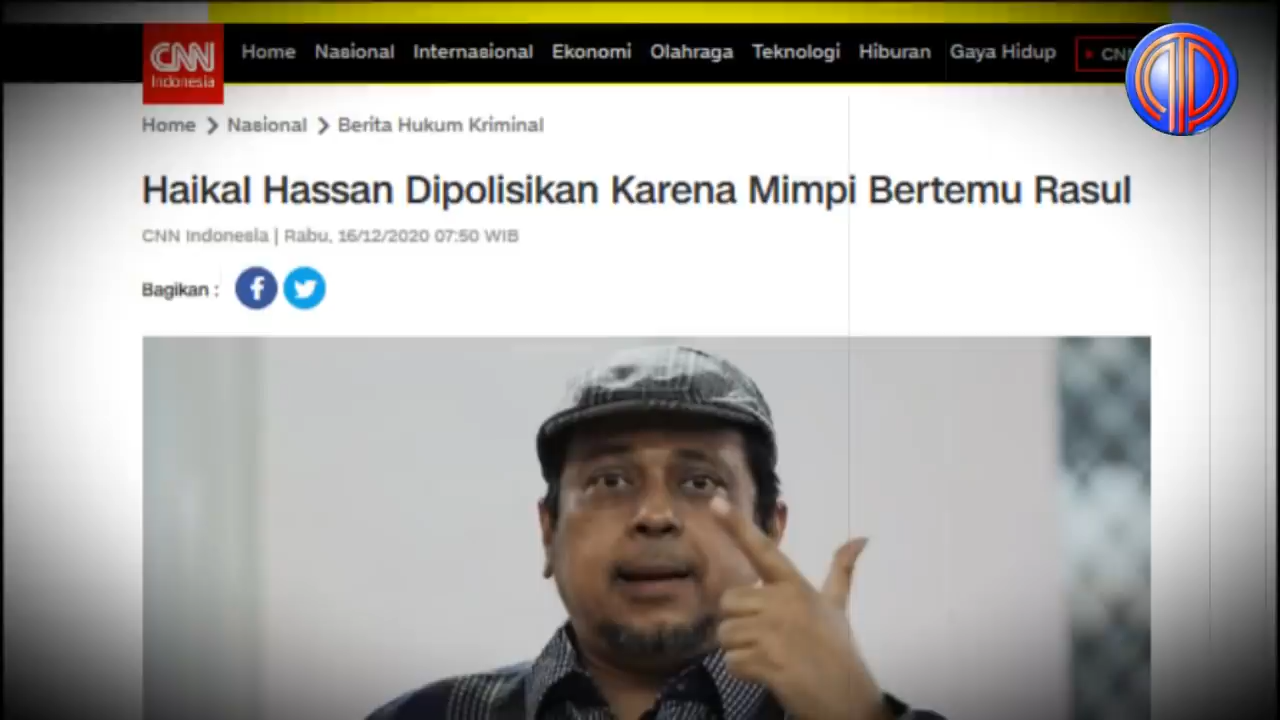 CNN
Indonesia
Home Nasional Internasional Ekonomi Olahraga Teknologi Hiburan Gaya Hidup CN
Home > Nasional > Berita Hukum Kriminal
Haikal Hassan Dipolisikan Karena Mimpi Bertemu Rasul
CNN Indonesia | Rabu, 16/12/2020 07:50 WIB
Bagikan :